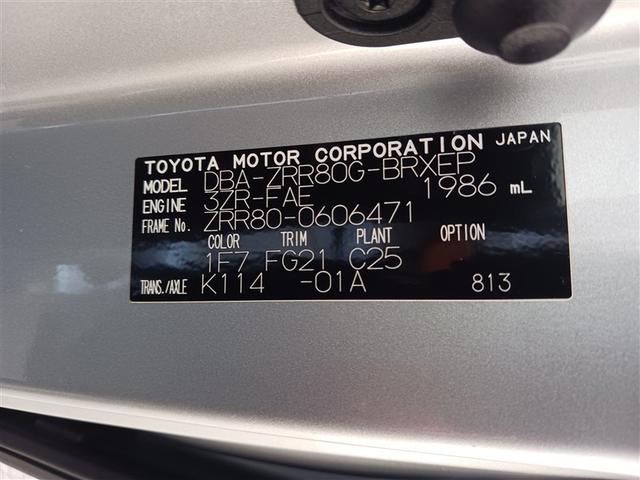 TOYOTA MOTOR CORPORATION JAPAN
MODEL DBA-ZRR80G-BRXEP
ENGINE 3ZR-FAE 1986 mL
FRAME No. ZRR80-0606471
COLOR TRIM PLANT OPTION
1F7 FG21 C25
TRANS./AXLE K114 -01A 813